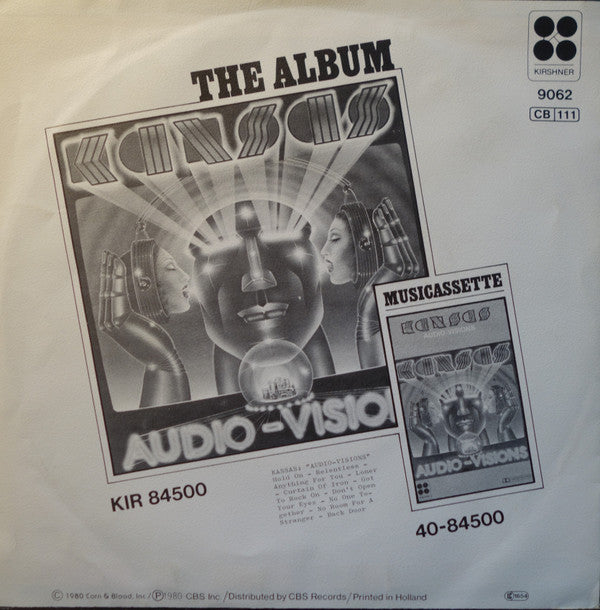 THE ALBUM
KIRSHNER
9062
CB 111
KANSAS
AUDIO-VISIO
MUSICASSETTE
KANSAS
AUDIO-VISIONS
KANSAS
AUDIO-VISIONS
KIR 84500
KASSAS: "AUDIO-VISIONS"
Hold On - Relentless -
Anything For You - Loner
- Curtain Of Iron - Got
To Rock On - Don't Open
Your Eyes - No One To-
gether - No Room For A
Stranger - Back Door
40-84500
© 1980 Corn & Blood, Inc./Ⓟ1980 CBS Inc./Distributed by CBS Records/Printed in Holland